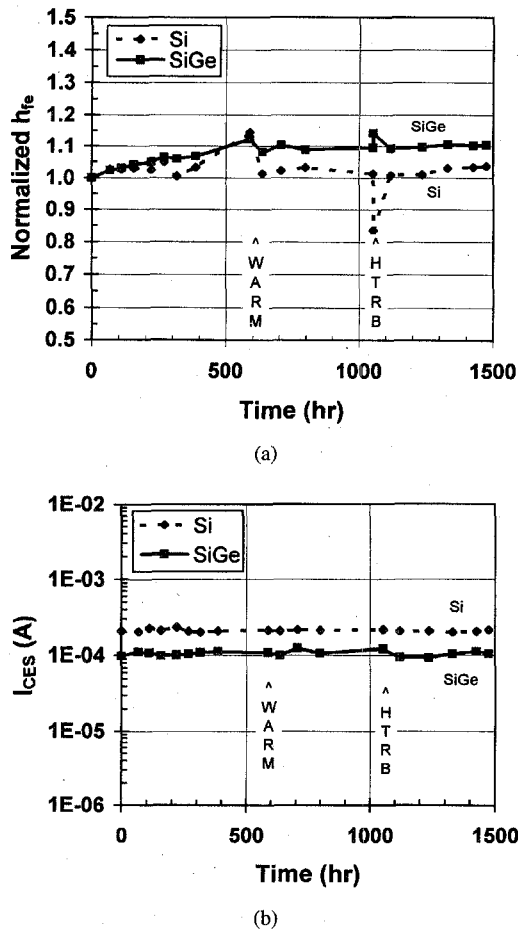 1.5
1.4
1.3
1.2
1.1
1.0
0.9
0.8
0.7
0.6
0.5
Normalized hfe
Si
SiGe
SiGe
Si
^
W
A
R
M
^
H
T
R
B
0
500
1000
1500
Time (hr)
(a)
1E-02
1E-03
1E-04
1E-05
1E-06
ICES (A)
Si
SiGe
Si
SiGe
^
W
A
R
M
^
H
T
R
B
0
500
1000
1500
Time (hr)
(b)